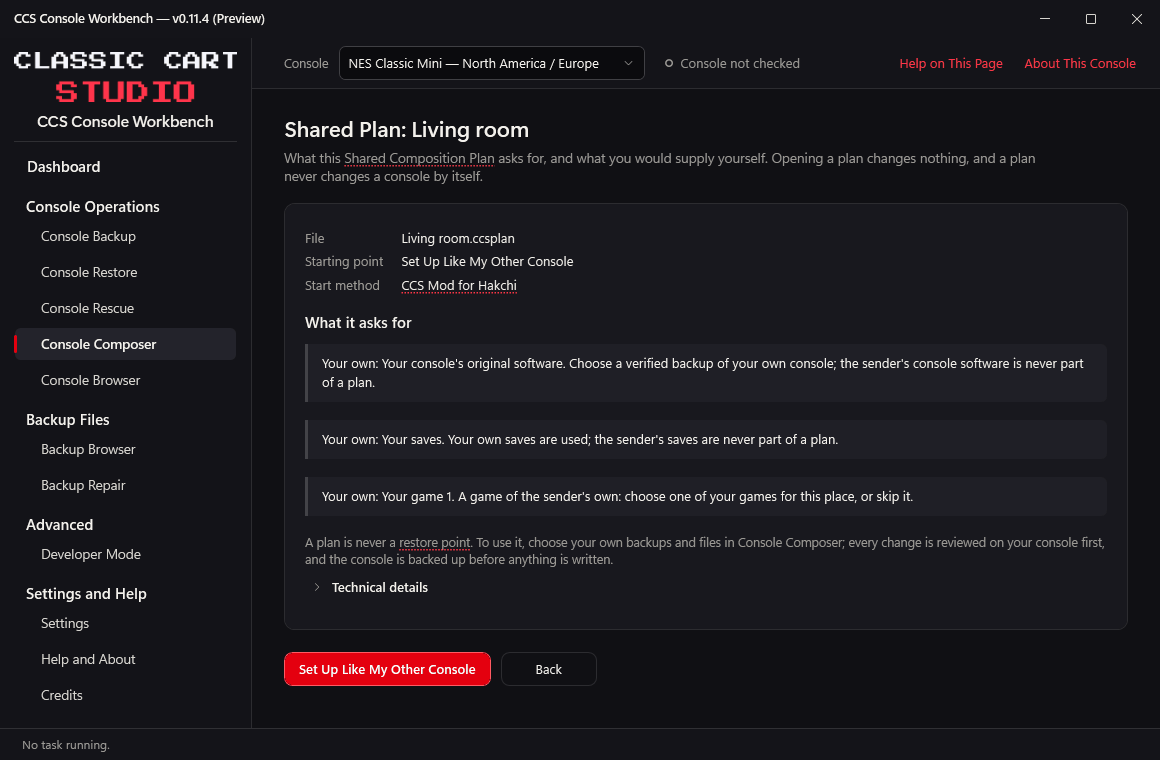 CCS Console Workbench — v0.11.4 (Preview)
CLASSIC CART
STUDIO
CCS Console Workbench
Dashboard
Console Operations
Console Backup
Console Restore
Console Rescue
Console Composer
Console Browser
Backup Files
Backup Browser
Backup Repair
Advanced
Developer Mode
Settings and Help
Settings
Help and About
Credits
Console
NES Classic Mini — North America / Europe
Console not checked
Help on This Page
About This Console
Shared Plan: Living room
What this Shared Composition Plan asks for, and what you would supply yourself. Opening a plan changes nothing, and a plan
never changes a console by itself.
File Living room.ccsplan
Starting point Set Up Like My Other Console
Start method CCS Mod for Hakchi
What it asks for
Your own: Your console's original software. Choose a verified backup of your own console; the sender's console software is never part
of a plan.
Your own: Your saves. Your own saves are used; the sender's saves are never part of a plan.
Your own: Your game 1. A game of the sender's own: choose one of your games for this place, or skip it.
A plan is never a restore point. To use it, choose your own backups and files in Console Composer; every change is reviewed on your console first,
and the console is backed up before anything is written.
Technical details
Set Up Like My Other Console
Back
No task running.